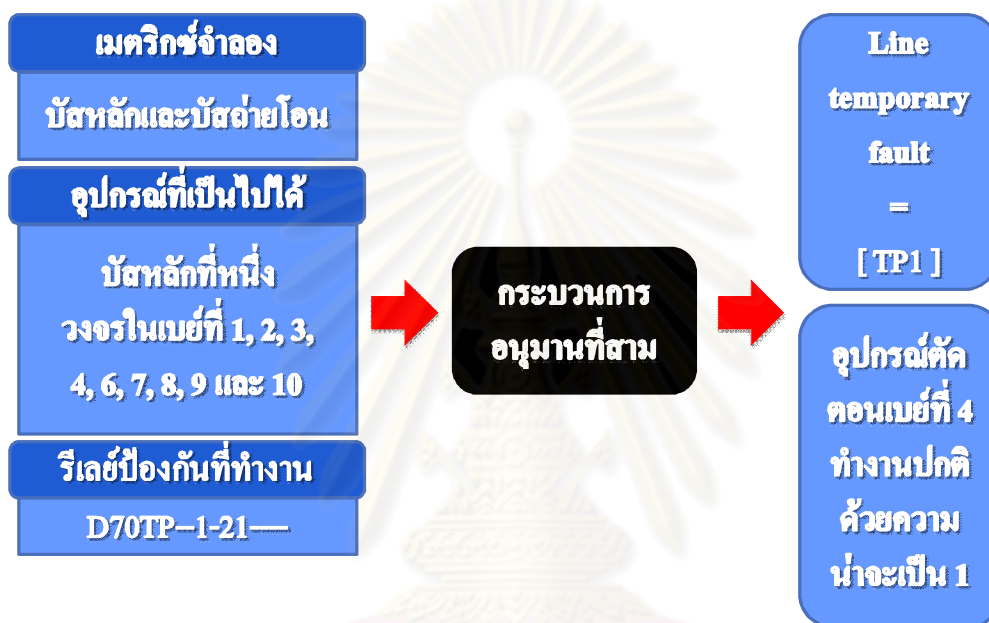 เมตริกซ์จำลอง
บัสหลักและบัสถ่ายโอน
อุปกรณ์ที่เป็นไปได้
บัสหลักที่หนึ่ง
วงจรในเบย์ที่ 1, 2, 3,
4, 6, 7, 8, 9 และ 10
รีเลย์ป้องกันที่ทำงาน
D70TP--1-21----
กระบวนการ
อนุมานที่สาม
Line
temporary
fault
=
[ TP1 ]
อุปกรณ์ตัด
ตอนเบย์ที่ 4
ทำงานปกติ
ด้วยความ
น่าจะเป็น 1